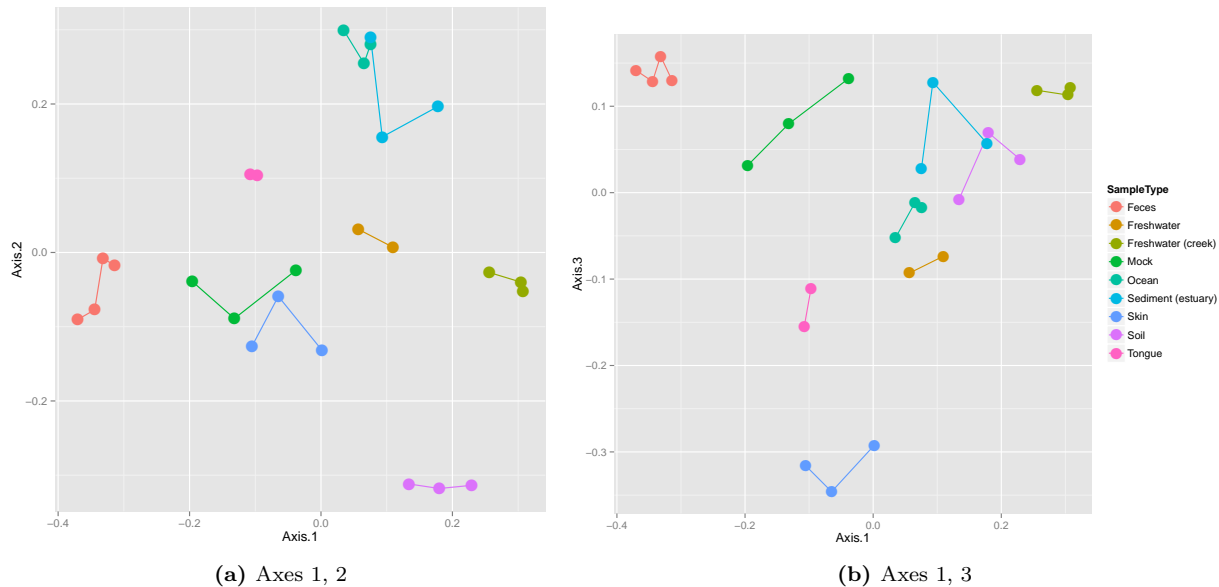 0.2
0.0
−0.2
Axis.2
−0.4
−0.2
0.0
0.2
Axis.1
(a) Axes 1, 2
0.1
0.0
−0.1
−0.2
−0.3
Axis.3
−0.4
−0.2
0.0
0.2
Axis.1
(b) Axes 1, 3
SampleType
Feces
Freshwater
Freshwater (creek)
Mock
Ocean
Sediment (estuary)
Skin
Soil
Tongue